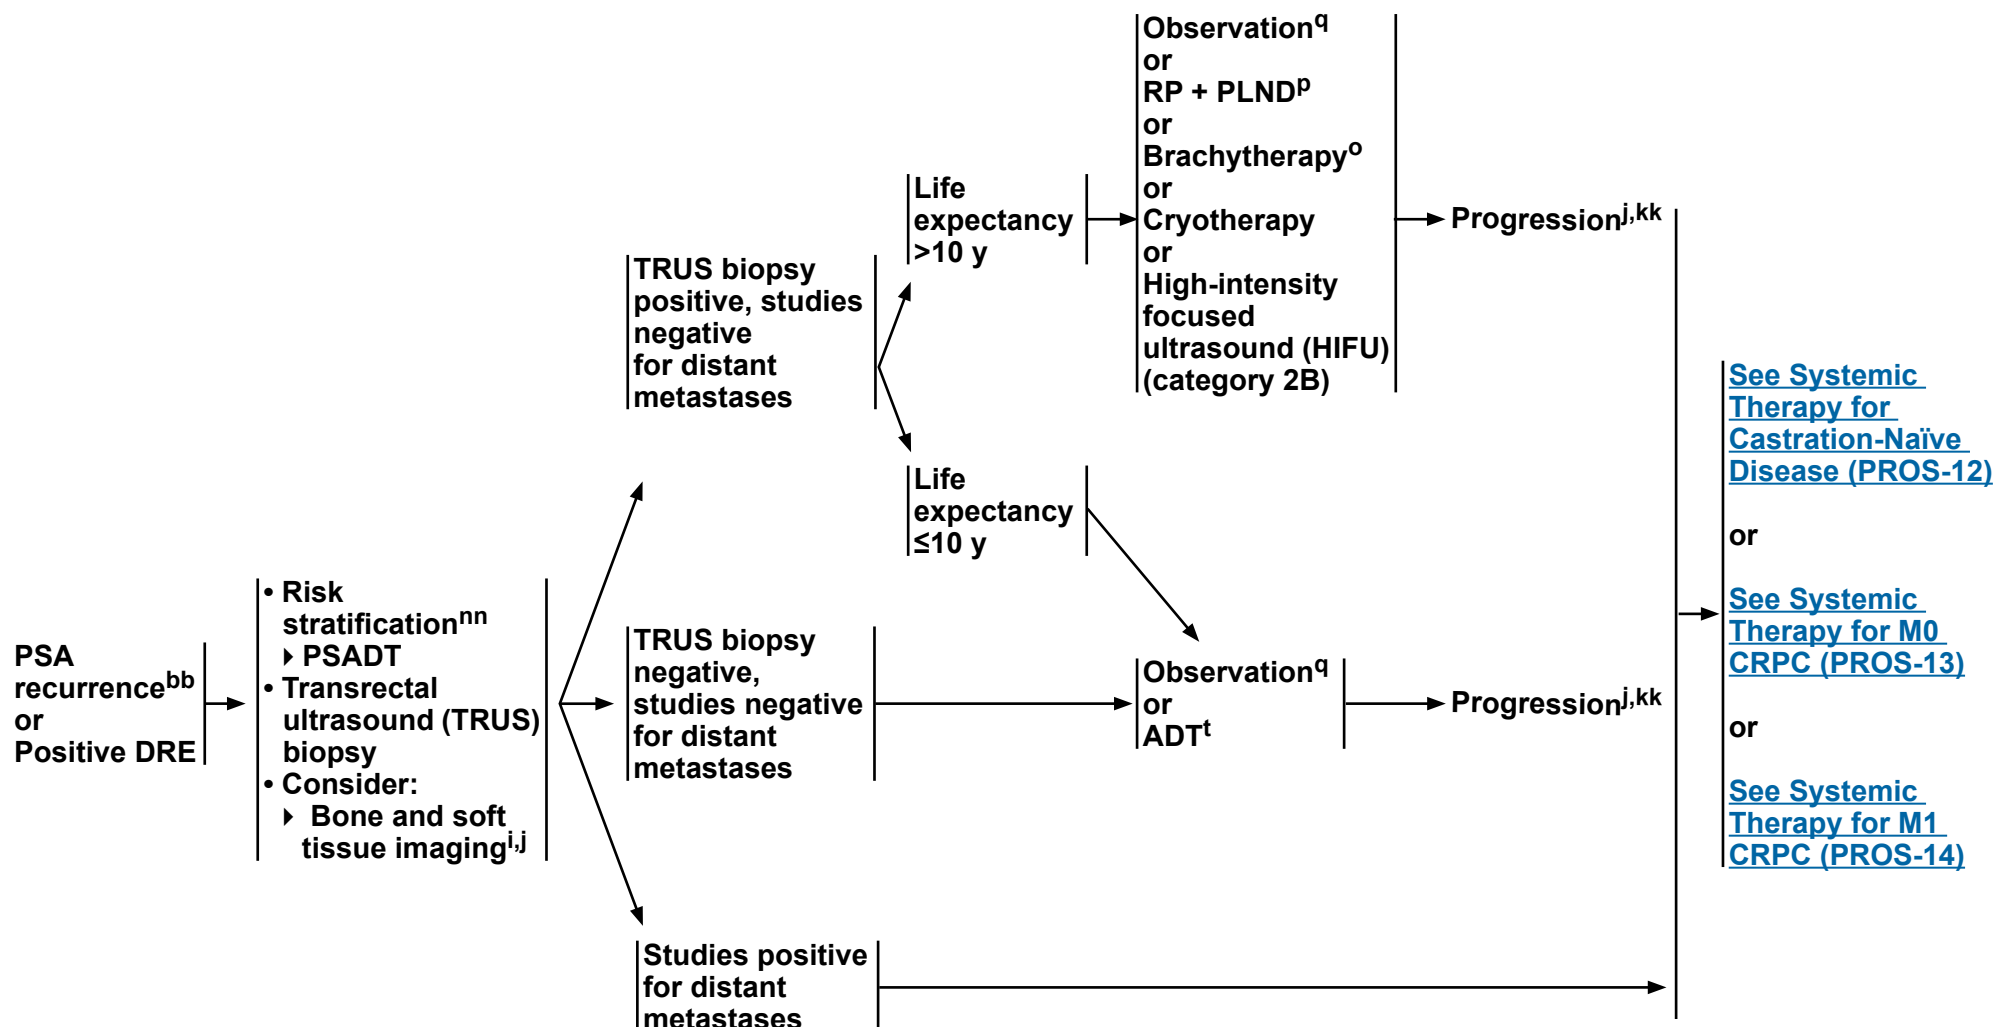 PSA
recurrencebb
or
Positive DRE
• Risk
stratificationnn
▸ PSADT
• Transrectal
ultrasound (TRUS)
biopsy
• Consider:
▸ Bone and soft
tissue imagingi,j
TRUS biopsy
positive, studies
negative
for distant
metastases
Life
expectancy
>10 y
Observationq
or
RP + PLNDp
or
Brachytherapyo
or
Cryotherapy
or
High-intensity
focused
ultrasound (HIFU)
(category 2B)
Progressionj,kk
Life
expectancy
≤10 y
TRUS biopsy
negative,
studies negative
for distant
metastases
Observationq
or
ADTt
Progressionj,kk
Studies positive
for distant
metastases
See Systemic
Therapy for
Castration-Naïve
Disease (PROS-12)
or
See Systemic
Therapy for M0
CRPC (PROS-13)
or
See Systemic
Therapy for M1
CRPC (PROS-14)